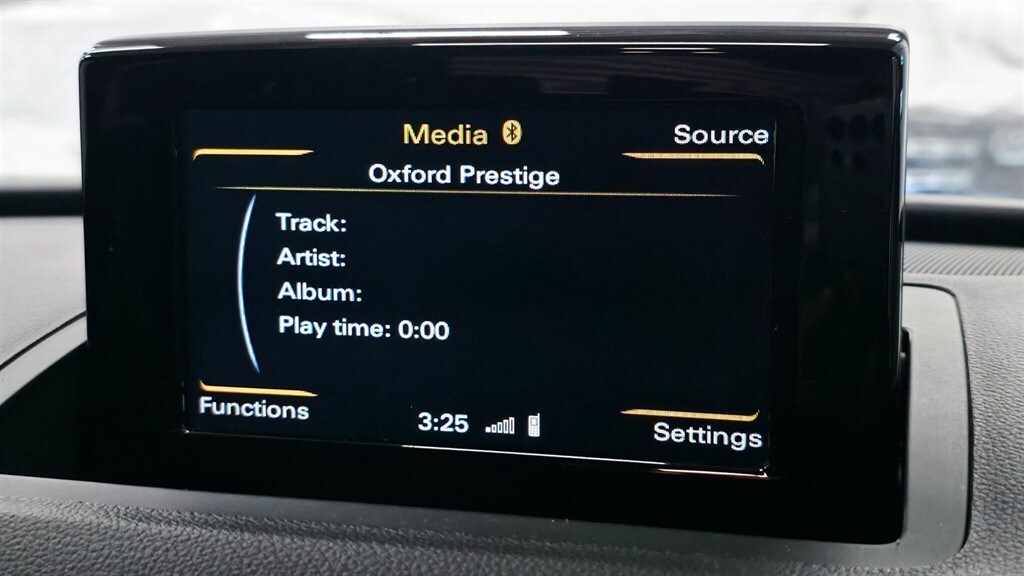 Media
Source
Oxford Prestige
Track:
Artist:
Album:
Play time: 0:00
Functions
3:25
Settings